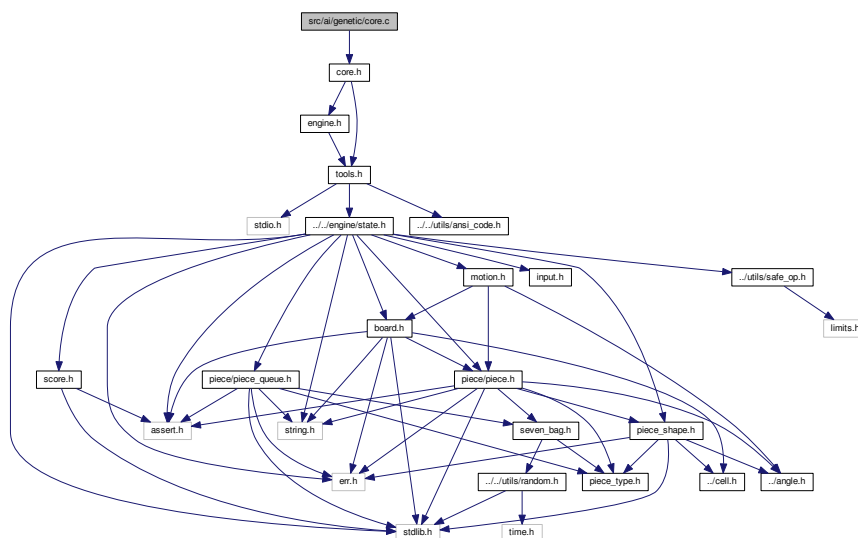 src/ai/genetic/core.c
core.h
engine.h
tools.h
stdio.h
../../engine/state.h
../../utils/ansi_code.h
motion.h
input.h
../utils/safe_op.h
board.h
limits.h
score.h
piece/piece_queue.h
piece/piece.h
assert.h
string.h
seven_bag.h
piece_shape.h
err.h
../../utils/random.h
piece_type.h
../cell.h
../angle.h
stdlib.h
time.h